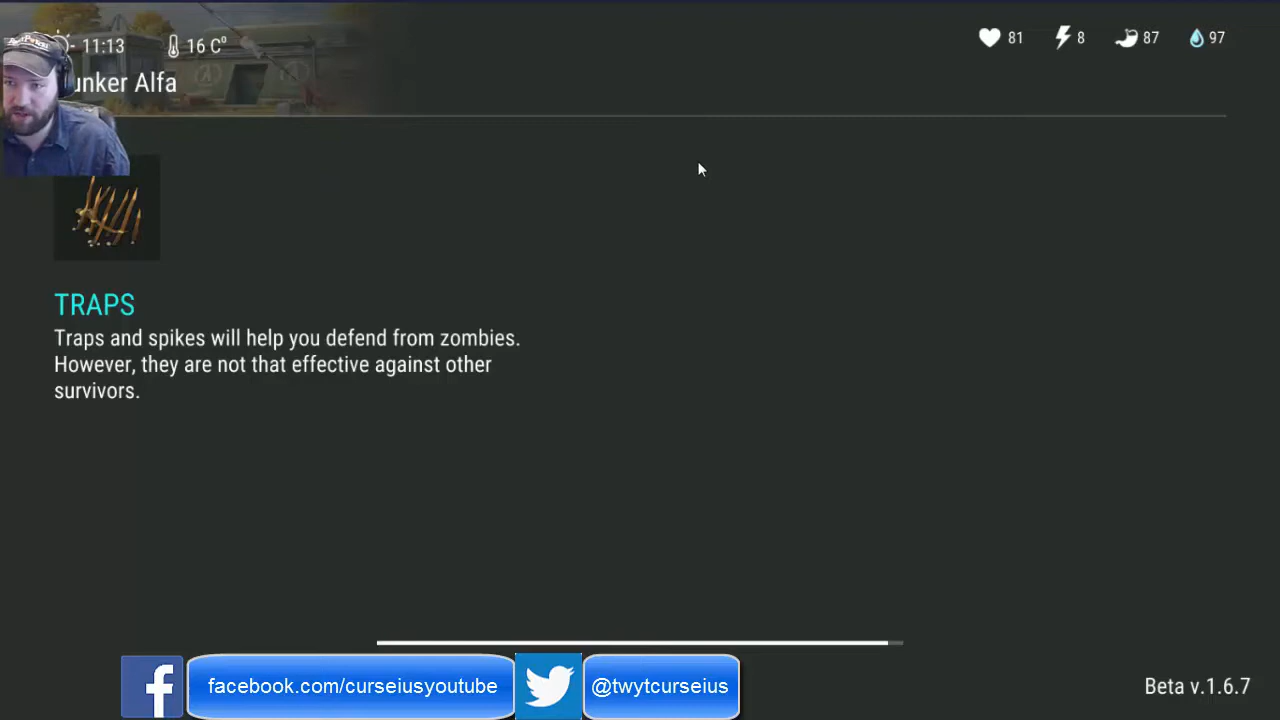 11:13 16 C° 81 8 87 97
unker Alfa
TRAPS
Traps and spikes will help you defend from zombies.
However, they are not that effective against other
survivors.
facebook.com/curseiusyoutube @twytcurseius
Beta v.1.6.7